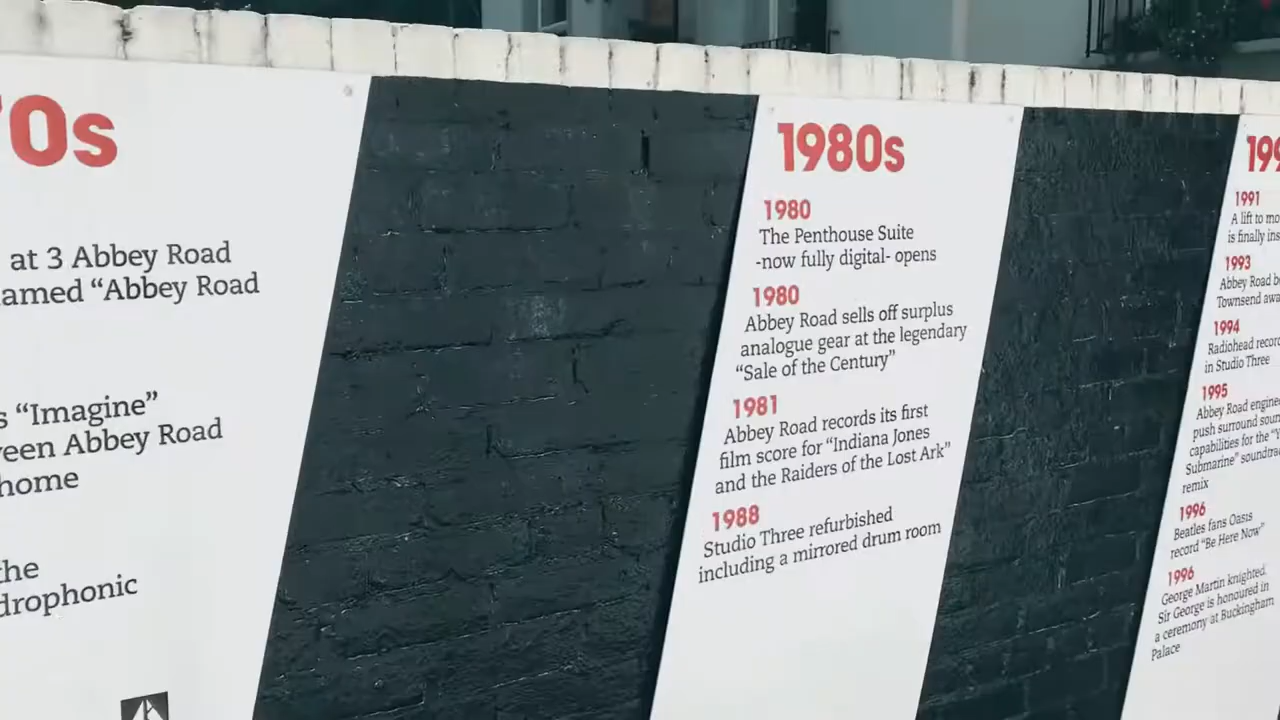 70s
at 3 Abbey Road
named “Abbey Road
“Imagine”
Abbey Road
home
the
1980s
1980
The Penthouse Suite
-now fully digital- opens
1980
Abbey Road sells off surplus
analogue gear at the legendary
“Sale of the Century”
1981
Abbey Road records its first
film score for “Indiana Jones
and the Raiders of the Lost Ark”
1988
Studio Three refurbished
including a mirrored drum room
199
1991
A lift to mo
is finally ins
1993
Abbey Road b
Townsend awa
1994
Radiohead record
in Studio Three
1995
Abbey Road engine
push surround soun
capabilities for the “Y
Submarine” soundtra
remix
1996
Beatles fans Oasis
record “Be Here Now”
1996
George Martin knighted.
Sir George is honoured in
a ceremony at Buckingham
Palace